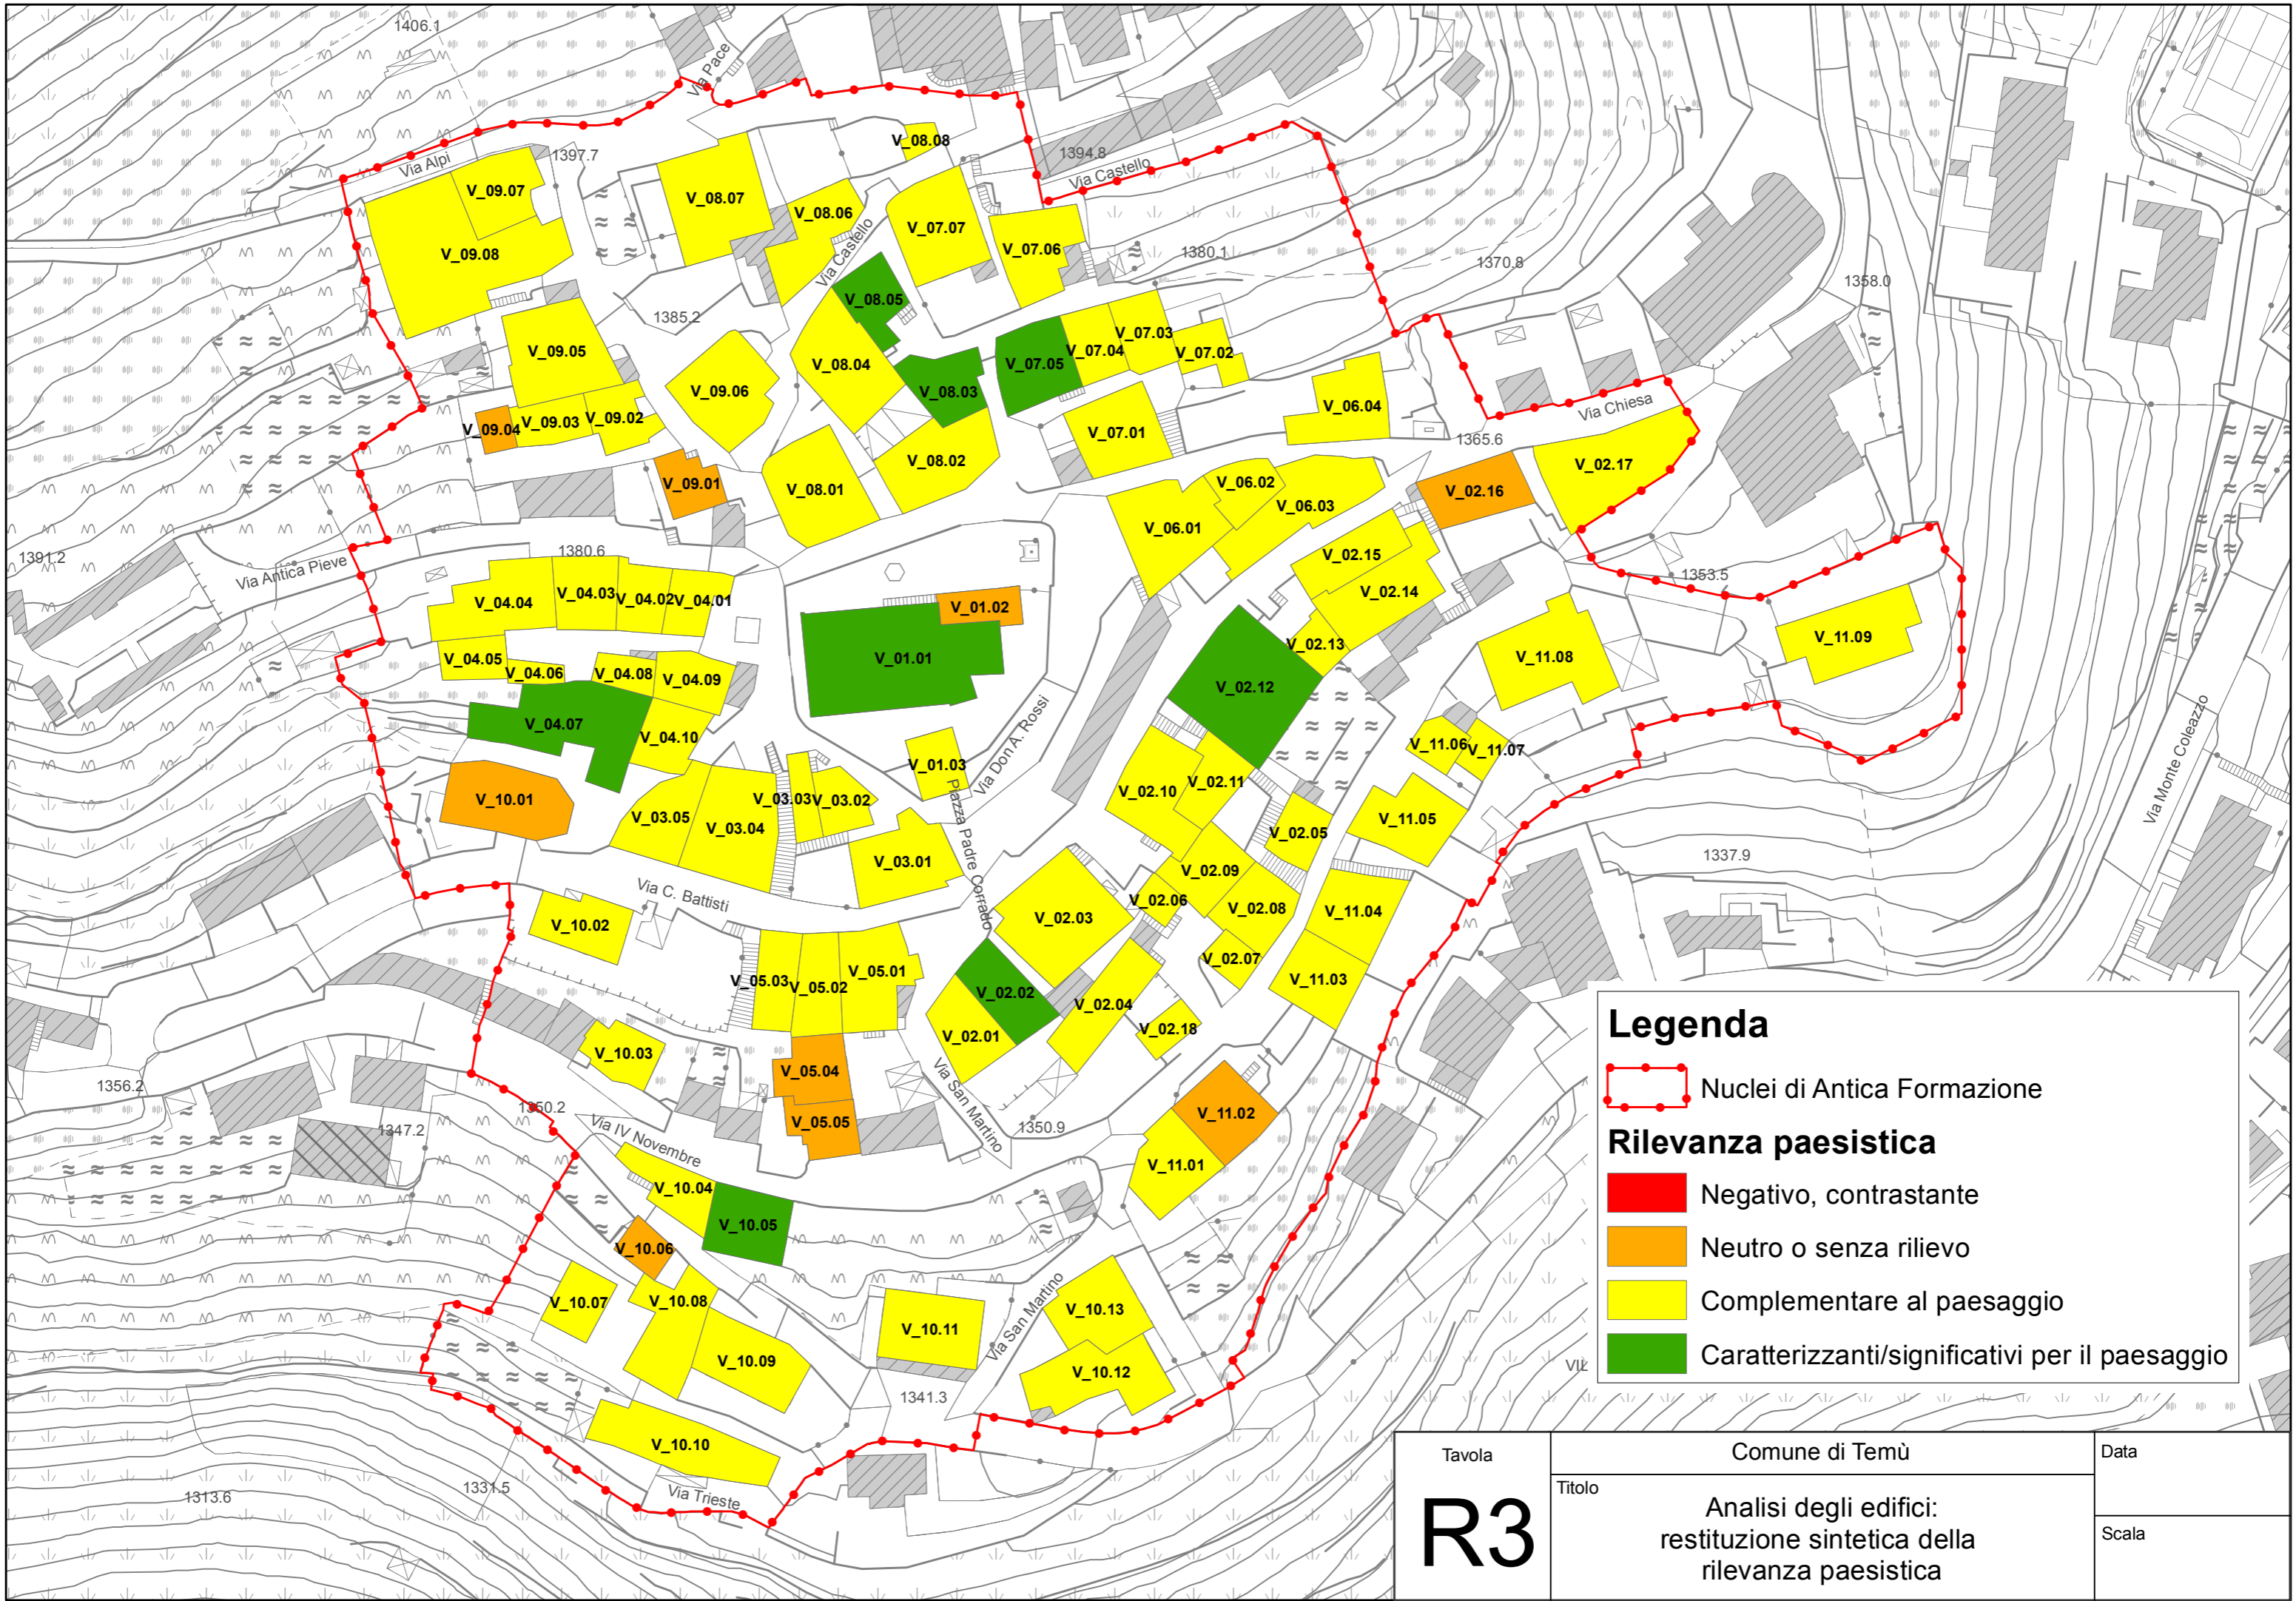 1406.1
Via Pace
V_08.08
1397.7
Via Alpi
1394.8
Via Castello
V_09.07
V_08.07
V_08.06
V_07.07
V_07.06
V_09.08
Via Castello
1380.1
1370.8
1358.0
V_08.05
1385.2
V_09.05
V_08.04
V_07.05
V_07.04
V_07.03
V_07.02
V_09.06
V_08.03
V_06.04
Via Chiesa
V_09.04
V_09.03
V_09.02
V_07.01
1365.6
V_08.02
V_02.17
V_09.01
V_08.01
V_06.02
V_06.03
V_02.16
V_06.01
1391.2
1380.6
Via Antica Pieve
V_02.15
V_02.14
1353.5
V_04.04
V_04.03
V_04.02
V_04.01
V_01.02
V_01.01
V_02.13
V_11.08
V_11.09
V_04.05
V_04.06
V_04.08
V_04.09
V_02.12
V_04.07
V_04.10
Via Don A. Rossi
V_11.06
V_11.07
Via Monte Coleazzo
V_01.03
V_10.01
V_03.03
V_03.02
V_02.10
V_02.11
V_03.05
V_03.04
V_02.05
V_11.05
Piazza Padre Corrado
V_03.01
V_02.09
1337.9
Via C. Battisti
V_02.06
V_02.08
V_11.04
V_10.02
V_02.03
V_05.03
V_05.02
V_05.01
V_02.07
V_11.03
V_02.02
V_02.04
V_02.01
V_02.18
V_10.03
V_05.04
1356.2
1350.2
V_05.05
Via San Martino
1350.9
V_11.02
1347.2
Via IV Novembre
V_11.01
V_10.04
V_10.05
V_10.06
V_10.07
V_10.08
V_10.11
Via San Martino
V_10.13
V_10.09
V_10.12
1341.3
V_10.10
1331.5
Via Trieste
1313.6
VIL
Legenda
Nuclei di Antica Formazione
Rilevanza paesistica
Negativo, contrastante
Neutro o senza rilievo
Complementare al paesaggio
Caratterizzanti/significativi per il paesaggio
Tavola
R3
Comune di Temù
Titolo
Analisi degli edifici:
restituzione sintetica della
rilevanza paesistica
Data
Scala